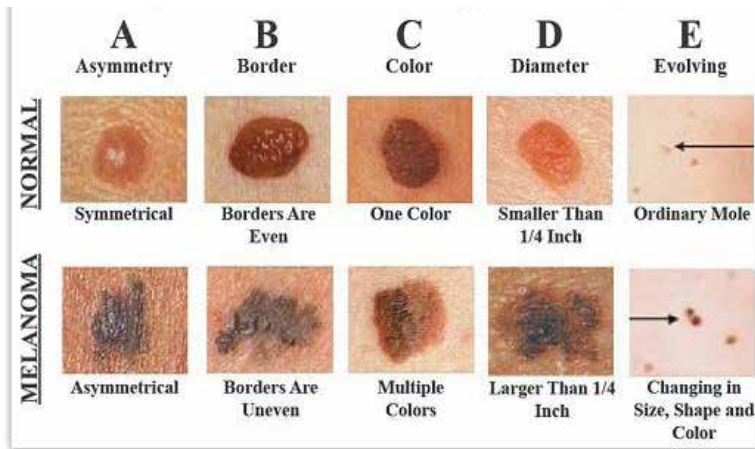 A B C D E
Asymmetry Border Color Diameter Evolving
NORMAL
Symmetrical Borders Are One Color Smaller Than Ordinary Mole
Even 1/4 Inch
MELANOMA
Asymmetrical Borders Are Multiple Larger Than 1/4 Changing in
Uneven Colors Inch Size, Shape and
Color